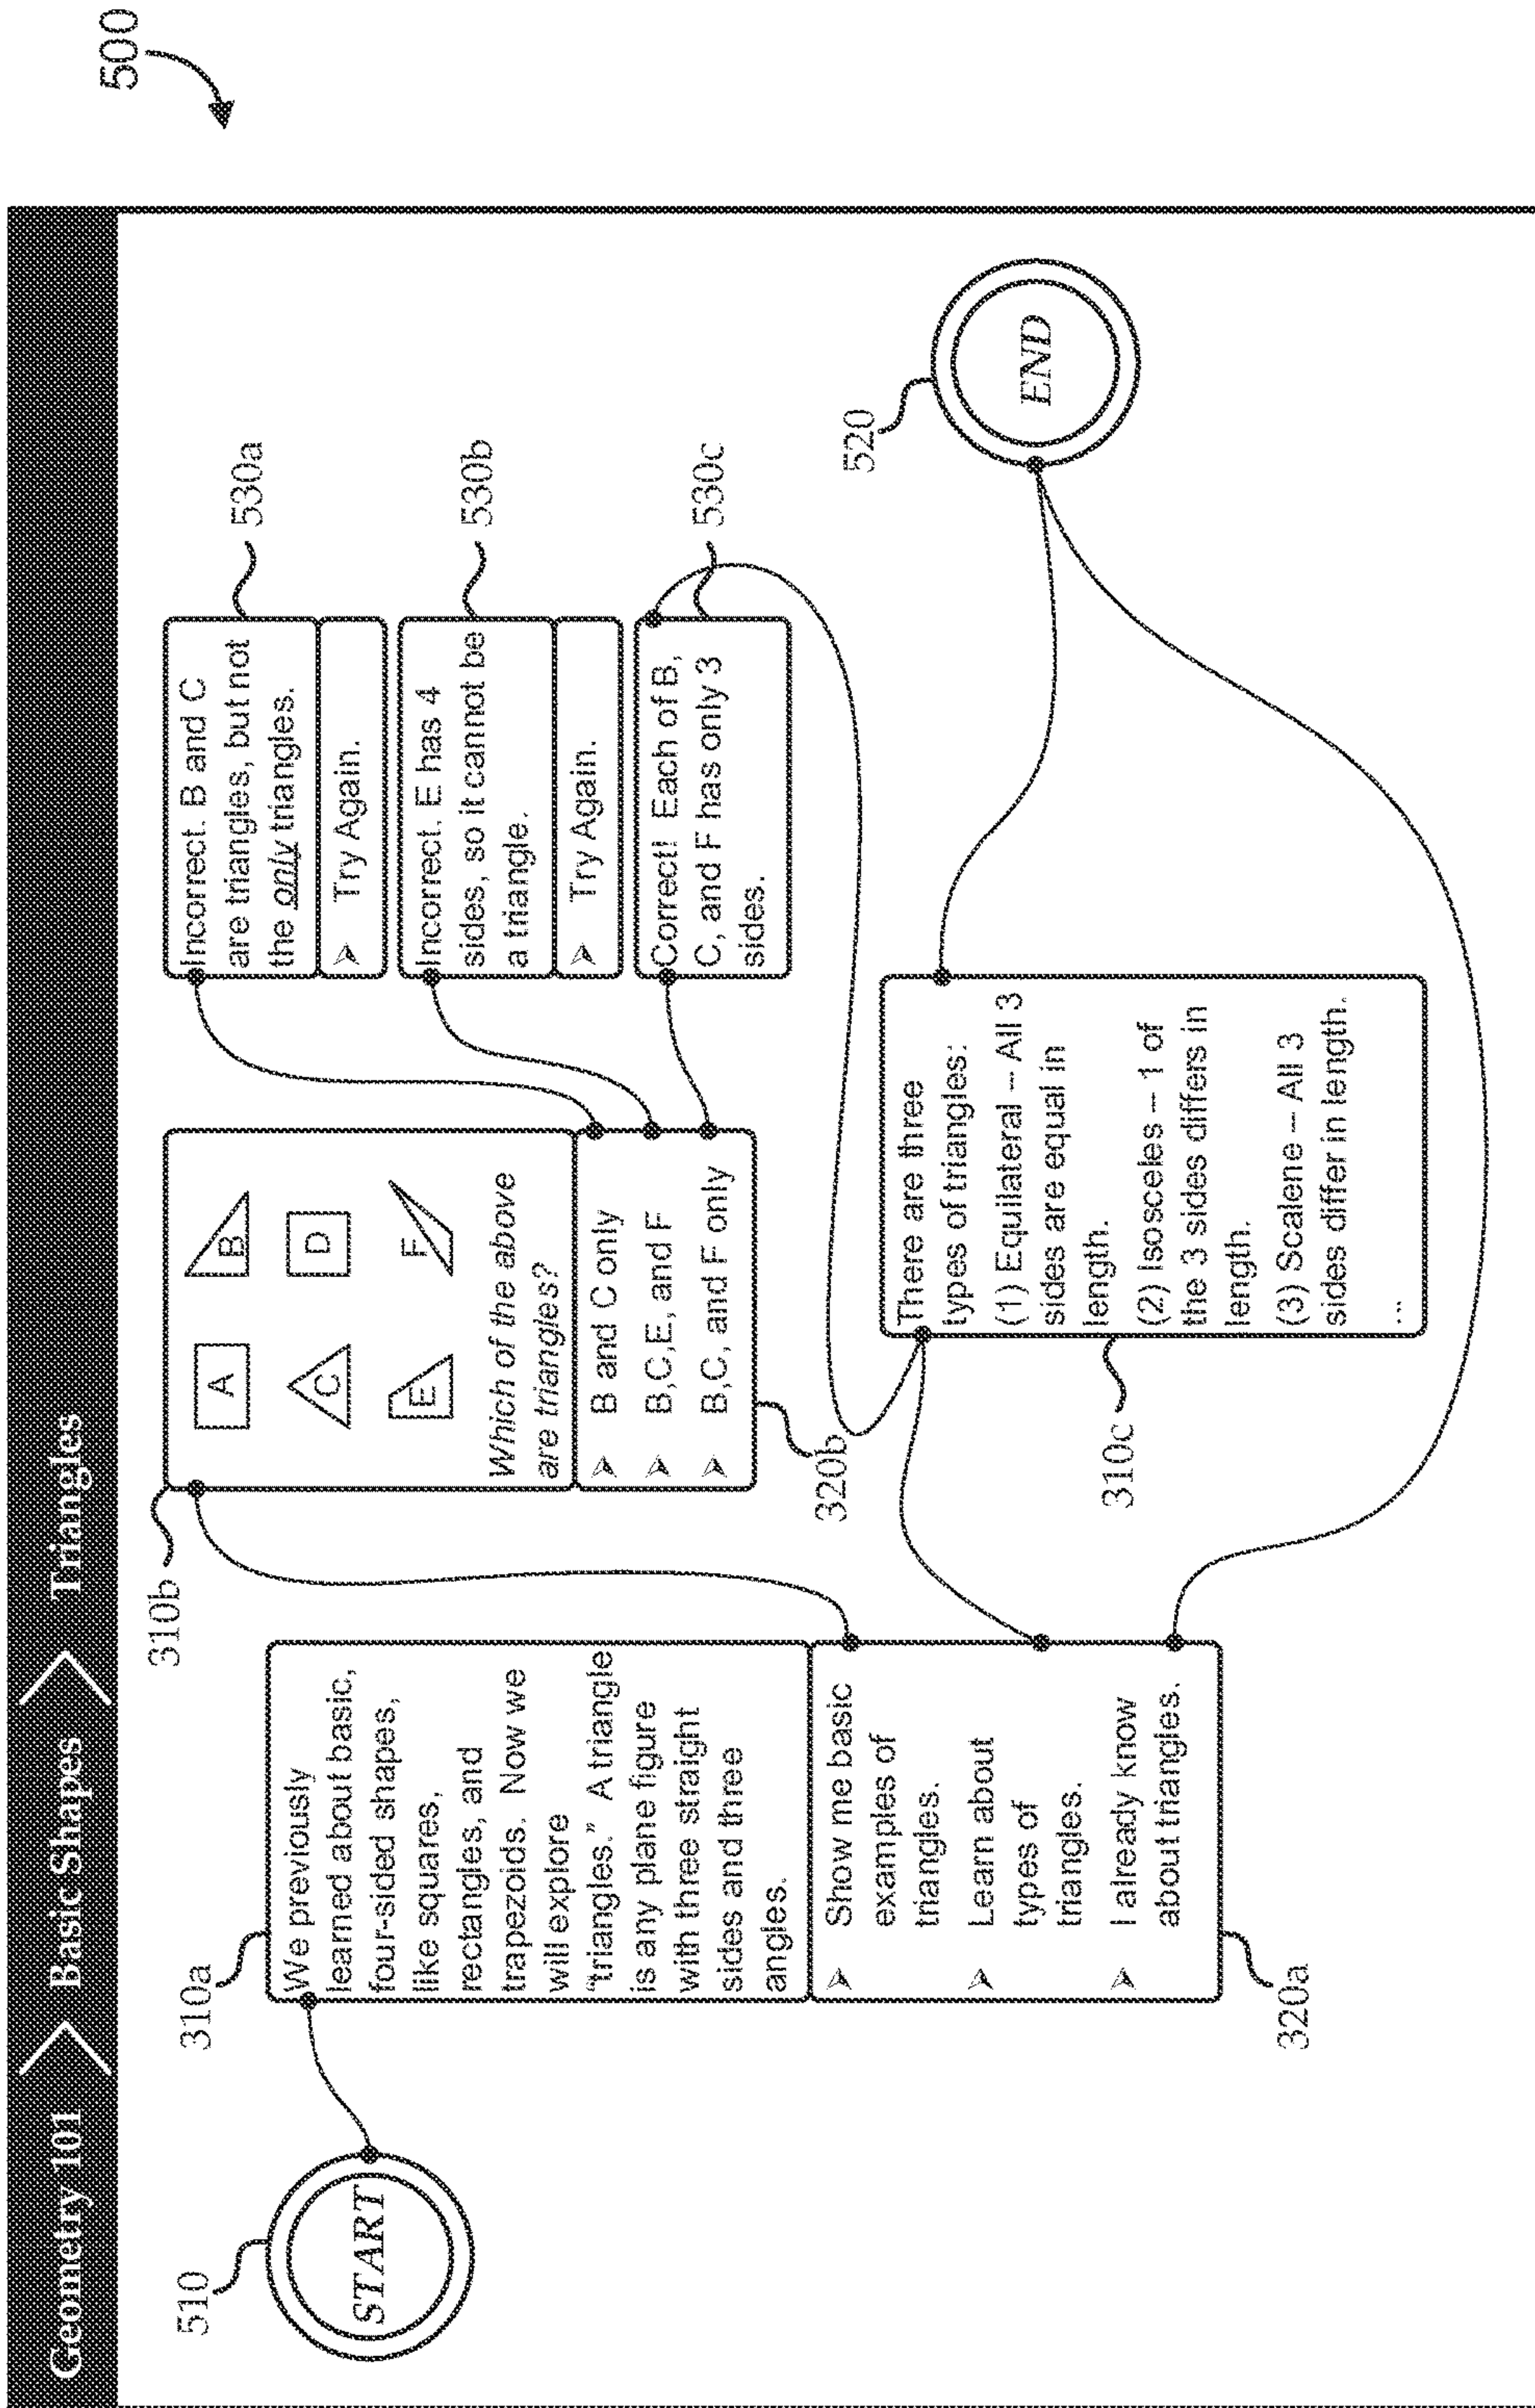 500
Geometry 101 > Basic Shapes > Triangles
510
START
310a
We previously
learned about basic,
four-sided shapes,
like squares,
rectangles, and
trapezoids. Now we
will explore
“triangles.” A triangle
is any plane figure
with three straight
sides and three
angles.
➢ Show me basic
examples of
triangles.
➢ Learn about
types of
triangles.
➢ I already know
about triangles.
320a
310b
A B
C D
E F
Which of the above
are triangles?
➢ B and C only
➢ B,C,E, and F
➢ B,C, and F only
320b
530a
Incorrect. B and C
are triangles, but not
the only triangles.
➢ Try Again.
530b
Incorrect. E has 4
sides, so it cannot be
a triangle.
➢ Try Again.
530c
Correct! Each of B,
C, and F has only 3
sides.
310c
There are three
types of triangles:
(1) Equilateral – All 3
sides are equal in
length.
(2) Isosceles – 1 of
the 3 sides differs in
length.
(3) Scalene – All 3
sides differ in length.
...
520
END